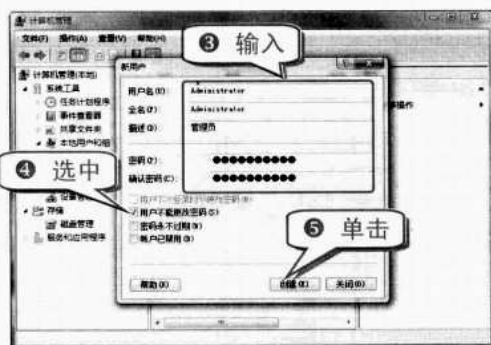 计算机管理
文件(F) 操作(A) 查看(V) 帮助(H)
❸ 输入
新用户
计算机管理(本地)
系统工具
任务计划程序
事件查看器
共享文件夹
本地用户和组
用户名(U): Administrator
全名(F): Administrator
描述(D): 管理员
密码(P): ●●●●●●●●●●
确认密码(C): ●●●●●●●●●●
❹ 选中
用户不能更改密码(S)
密码永不过期(W)
帐户已禁用(B)
存储
磁盘管理
服务和应用程序
❺ 单击
帮助(H) 创建(E) 关闭(O)